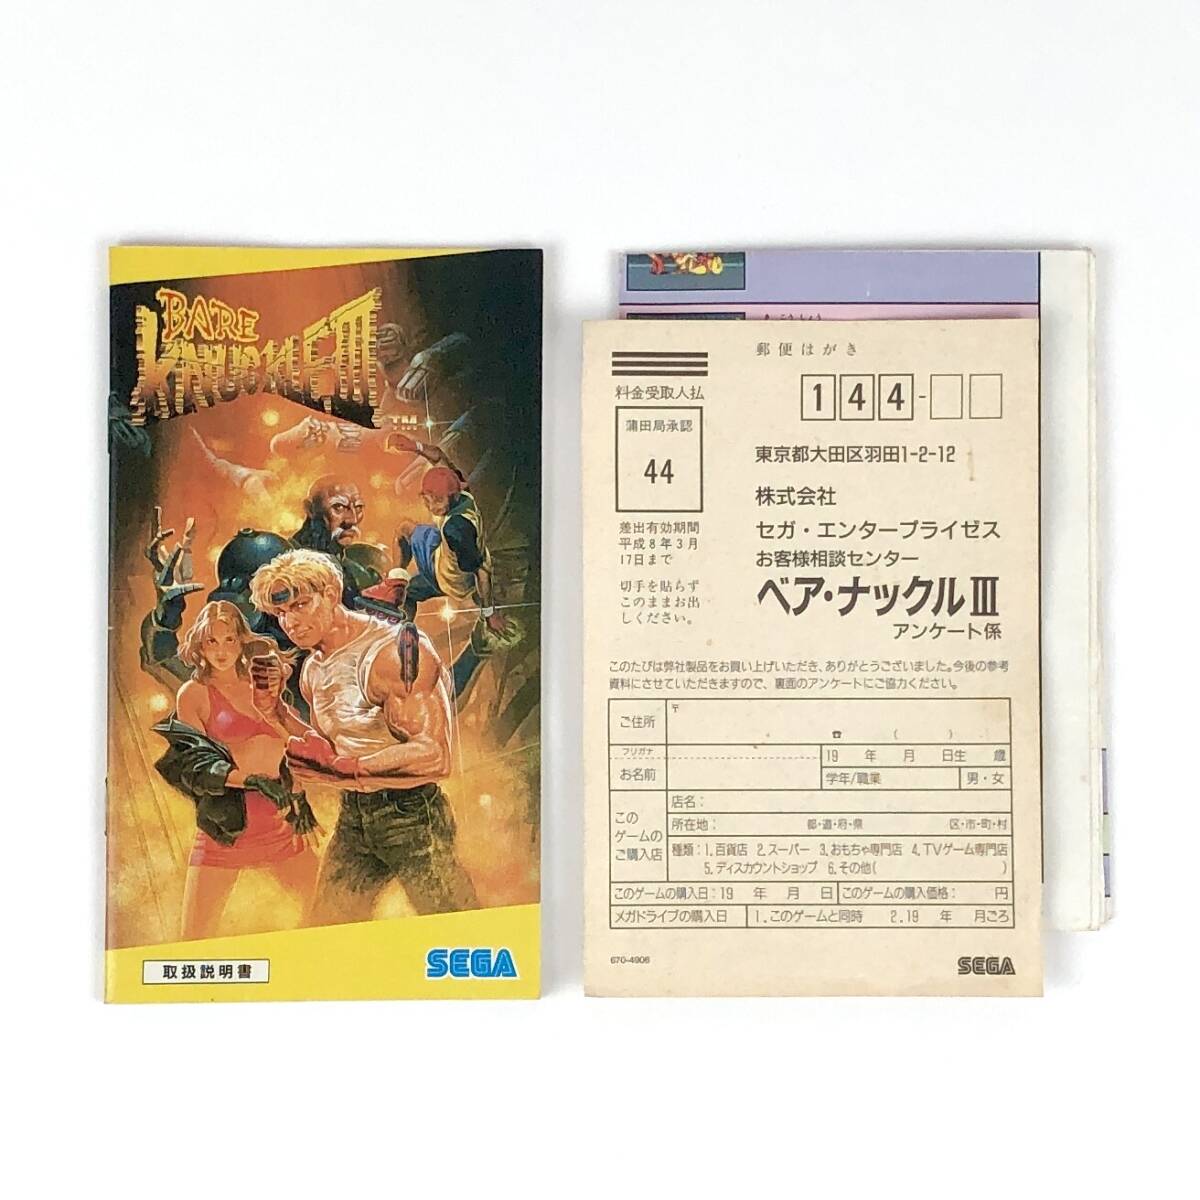 BARE
KNUCKLE III
TM
取扱説明書
SEGA
きこうしょう
郵便はがき
料金受取人払
蒲田局承認
44
差出有効期間
平成8年3月
17日まで
切手を貼らず
このままお出
しください。
144-
東京都大田区羽田1-2-12
株式会社
セガ・エンタープライゼス
お客様相談センター
ベア・ナックルIII
アンケート係
このたびは弊社製品をお買い上げいただき、ありがとうございました。今後の参考
資料にさせていただきますので、裏面のアンケートにご協力ください。
ご住所 〒
☎ ( )
フリガナ
お名前
19 年 月 日生 歳
学年/職業 男・女
この
ゲームの
ご購入店
店名：
所在地： 都・道・府・県 区・市・町・村
種類：1.百貨店 2.スーパー 3.おもちゃ専門店 4.TVゲーム専門店
5.ディスカウントショップ 6.その他( )
このゲームの購入日：19 年 月 日 このゲームの購入価格： 円
メガドライブの購入日 1.このゲームと同時 2.19 年 月ごろ
670-4906
SEGA